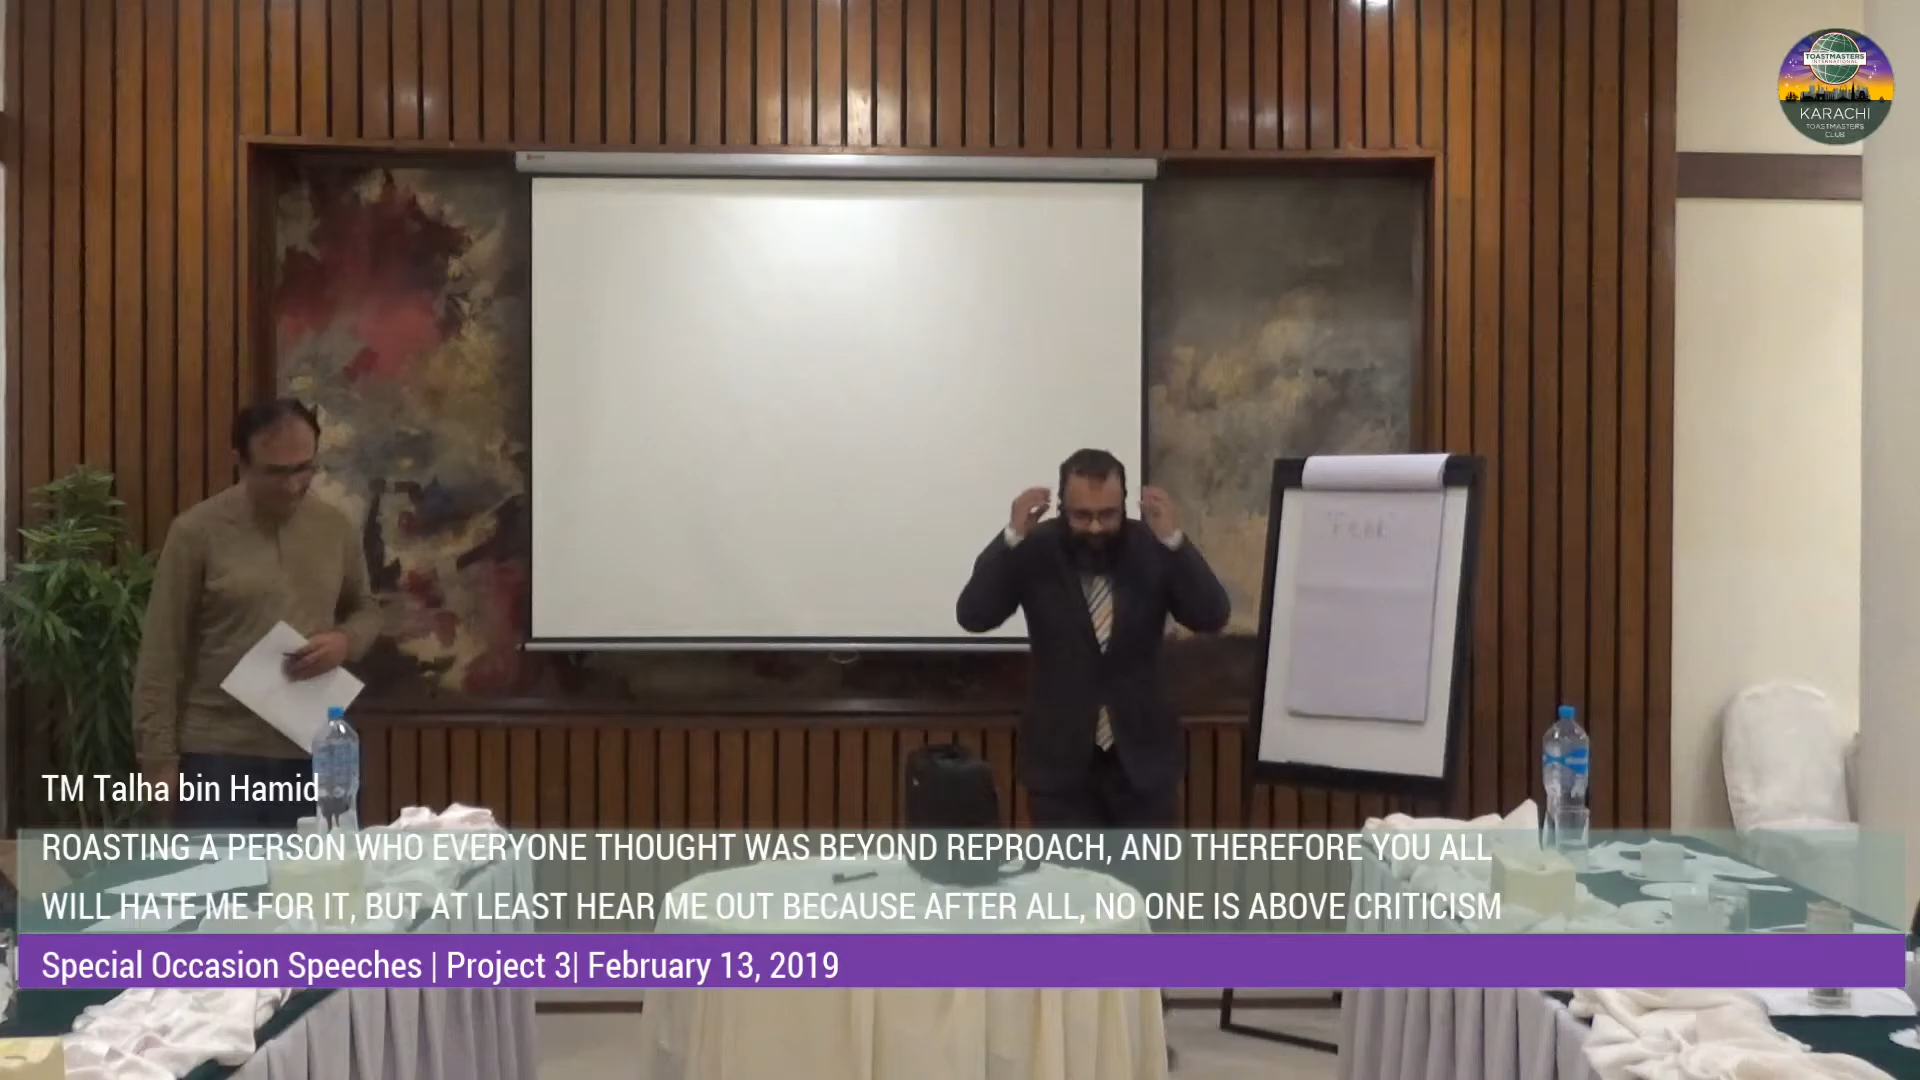 TOASTMASTERS
INTERNATIONAL
KARACHI
TOASTMASTERS
CLUB
TM Talha bin Hamid
ROASTING A PERSON WHO EVERYONE THOUGHT WAS BEYOND REPROACH, AND THEREFORE YOU ALL
WILL HATE ME FOR IT, BUT AT LEAST HEAR ME OUT BECAUSE AFTER ALL, NO ONE IS ABOVE CRITICISM
Special Occasion Speeches | Project 3| February 13, 2019